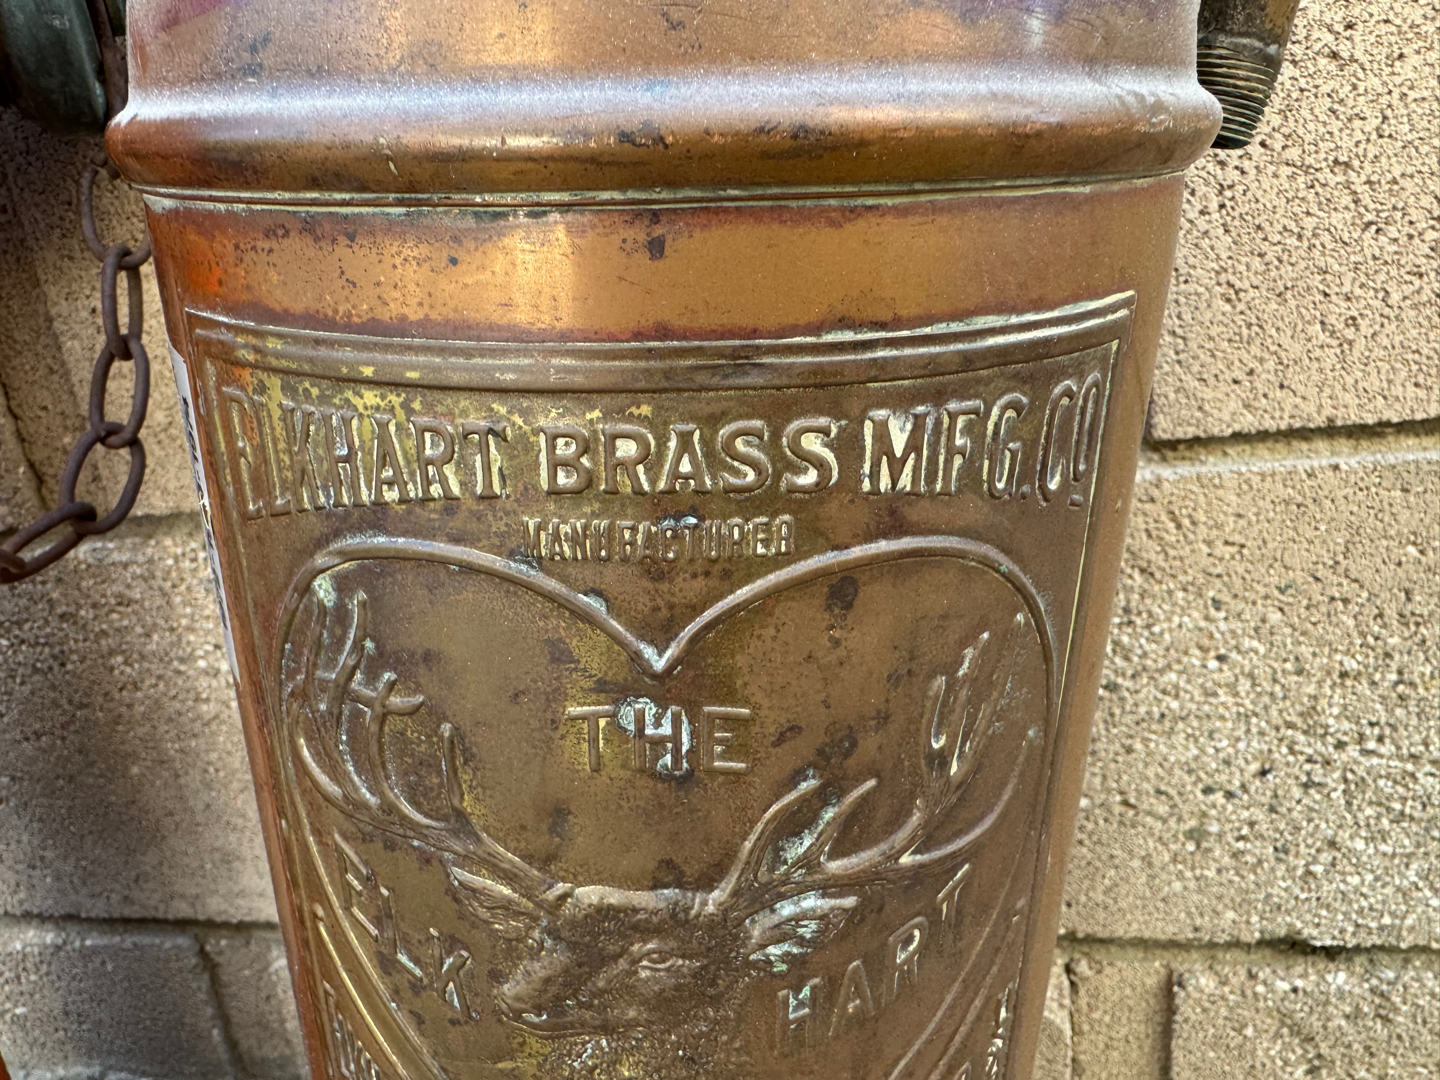 ELKHART BRASS MFG. CO
MANUFACTURER
THE
ELK HART